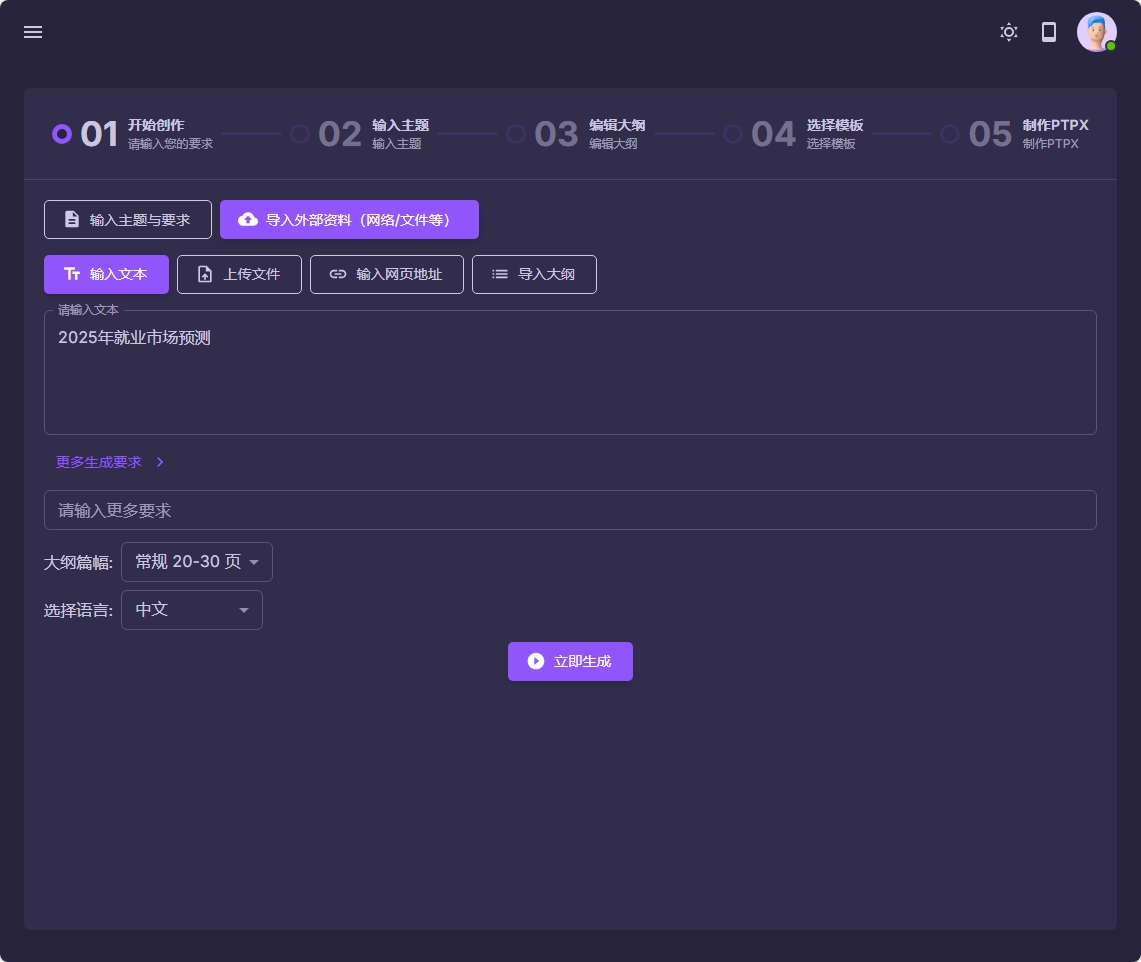 01 开始创作 02 输入主题 03 编辑大纲 04 选择模板 05 制作PTPX
请输入您的要求 输入主题 编辑大纲 选择模板 制作PTPX
输入主题与要求 导入外部资料（网络/文件等）
输入文本 上传文件 输入网页地址 导入大纲
请输入文本
2025年就业市场预测
更多生成要求
请输入更多要求
大纲篇幅: 常规 20-30 页
选择语言: 中文
立即生成